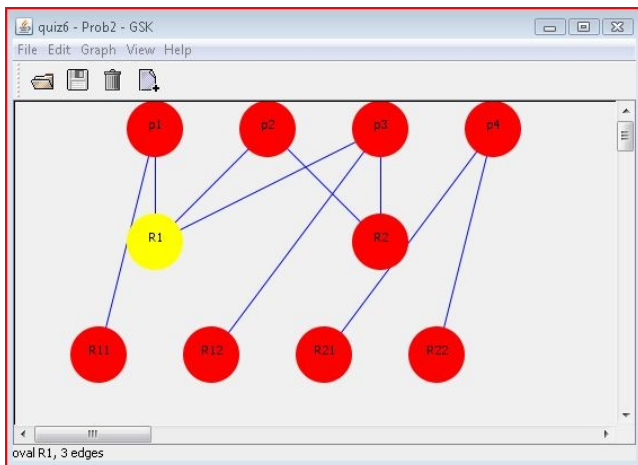 quiz6 - Prob2 - GSK
File Edit Graph View Help
p1 p2 p3 p4
R1 R2
R11 R12 R21 R22
oval R1, 3 edges